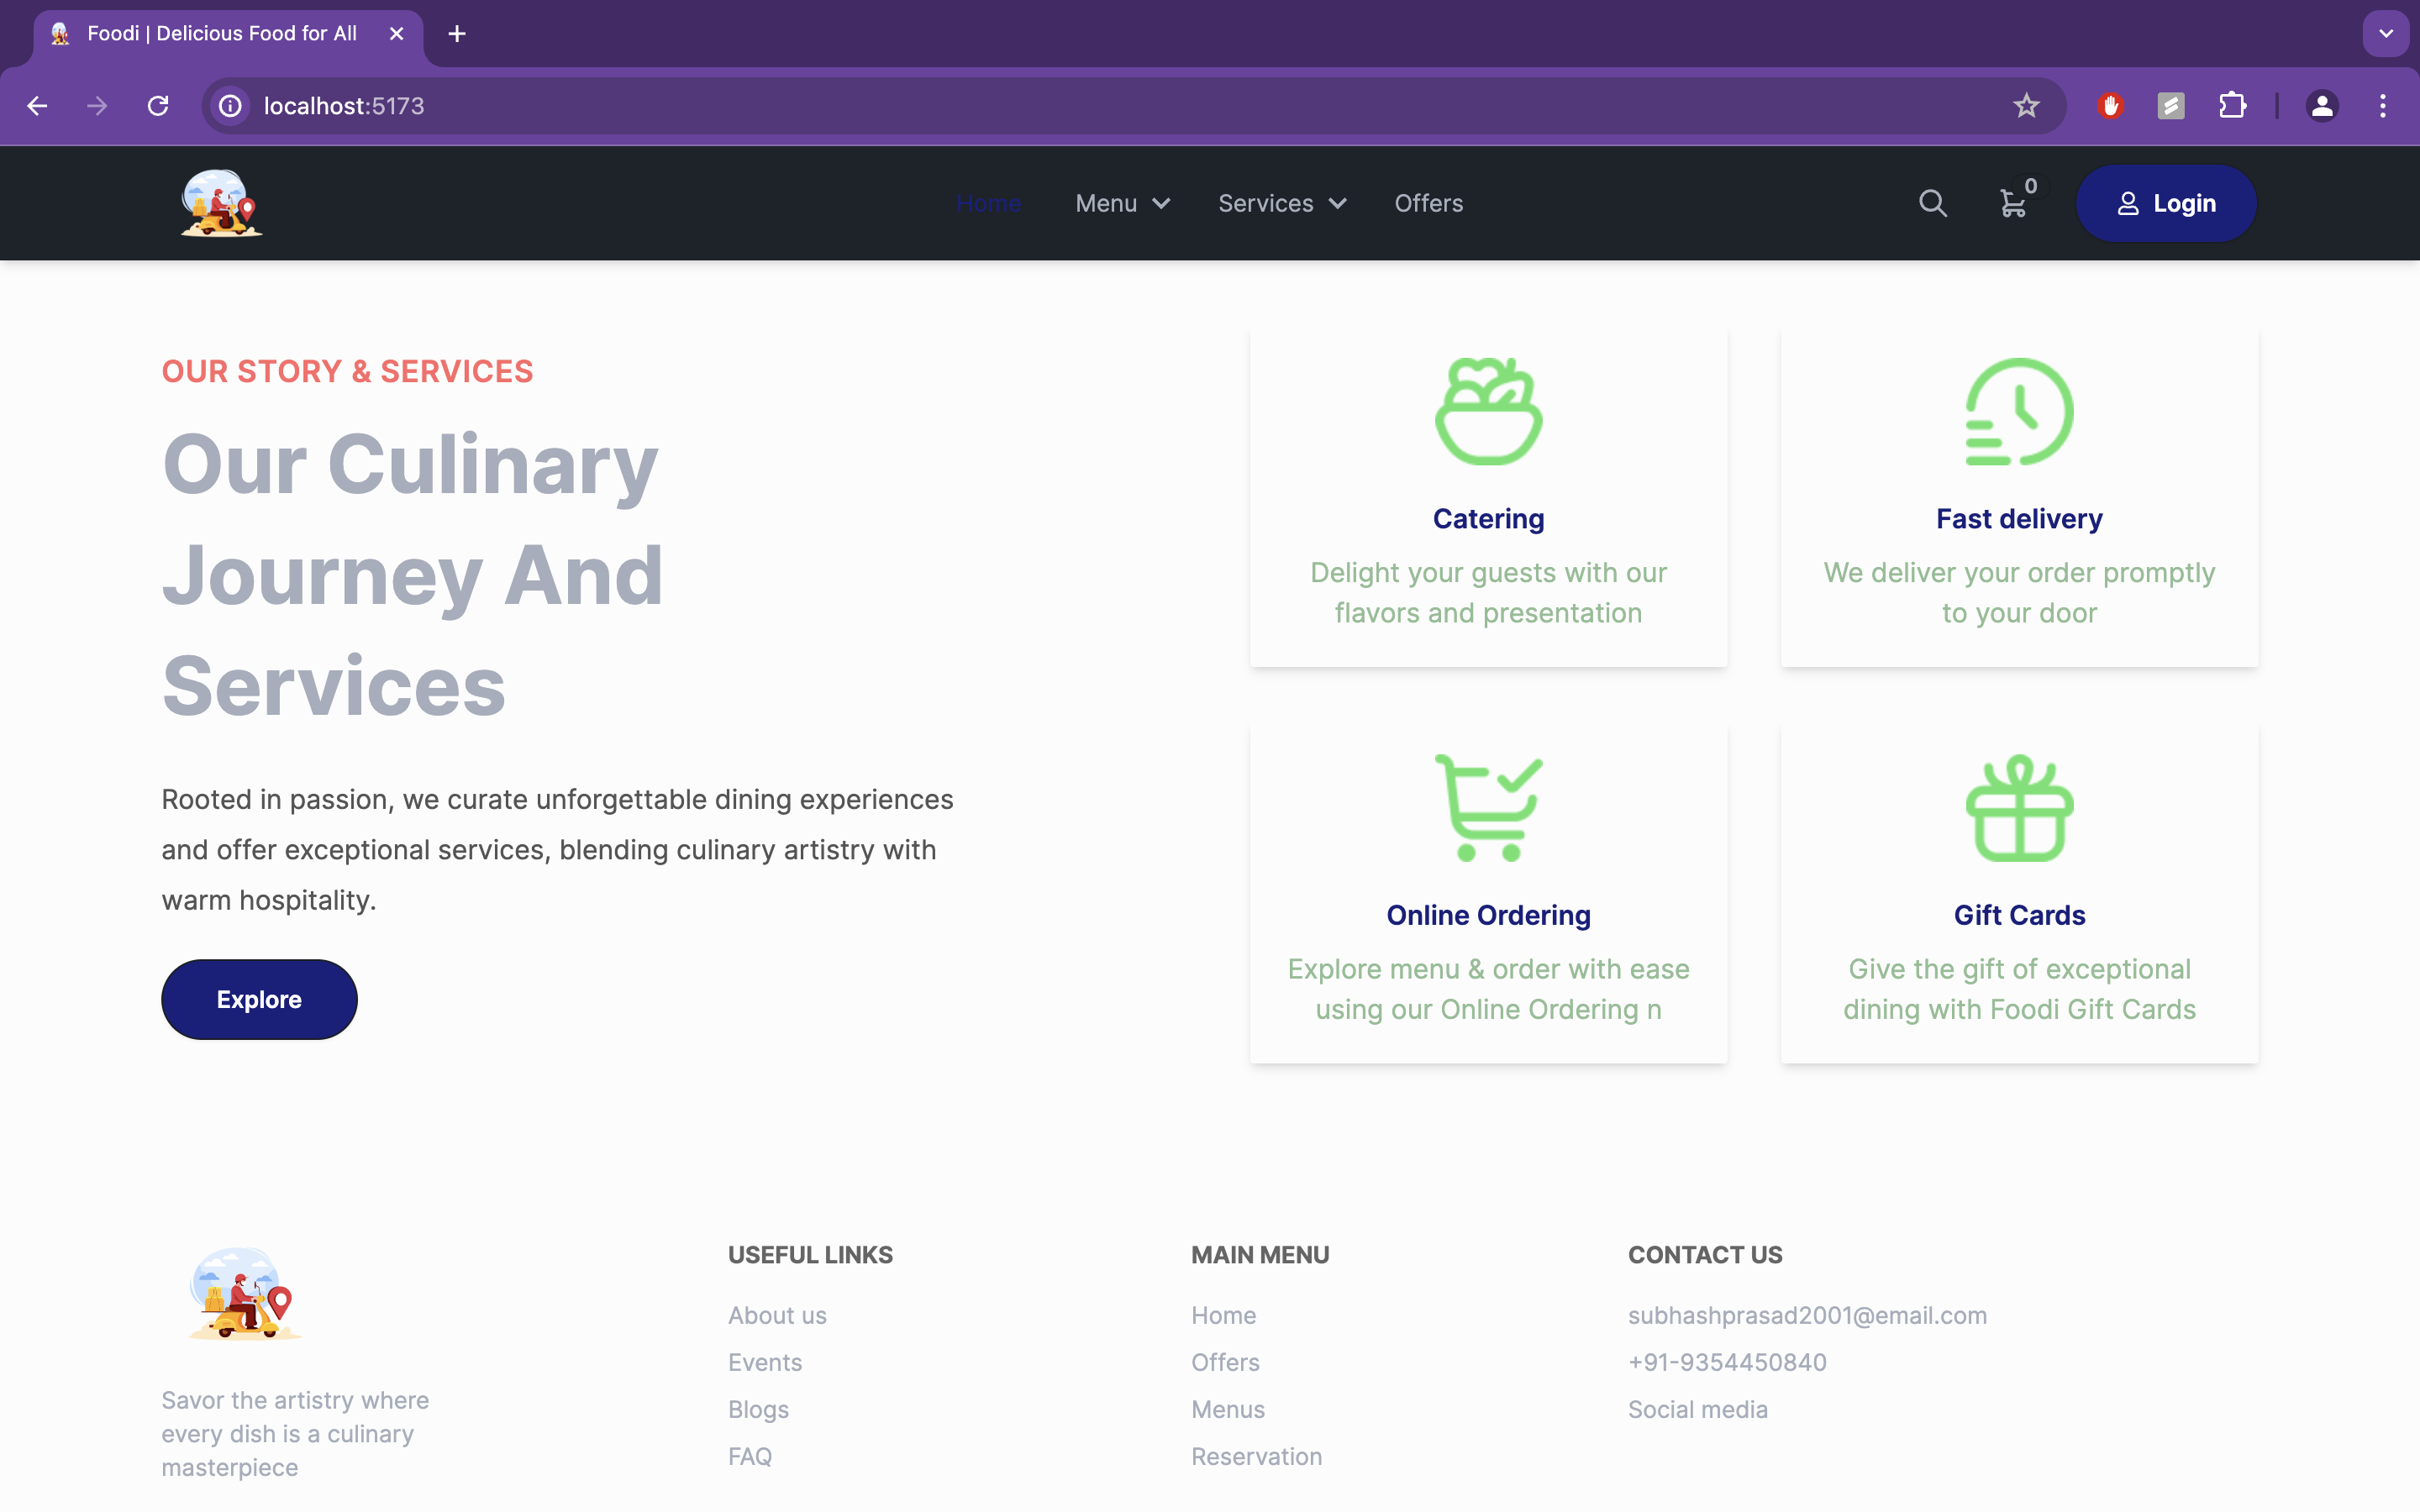 Foodi | Delicious Food for All
localhost:5173
Home
Menu
Services
Offers
0
Login
OUR STORY & SERVICES
Our Culinary
Journey And
Services
Rooted in passion, we curate unforgettable dining experiences
and offer exceptional services, blending culinary artistry with
warm hospitality.
Explore
Catering
Delight your guests with our
flavors and presentation
Fast delivery
We deliver your order promptly
to your door
Online Ordering
Explore menu & order with ease
using our Online Ordering n
Gift Cards
Give the gift of exceptional
dining with Foodi Gift Cards
Savor the artistry where
every dish is a culinary
masterpiece
USEFUL LINKS
About us
Events
Blogs
FAQ
MAIN MENU
Home
Offers
Menus
Reservation
CONTACT US
subhashprasad2001@email.com
+91-9354450840
Social media